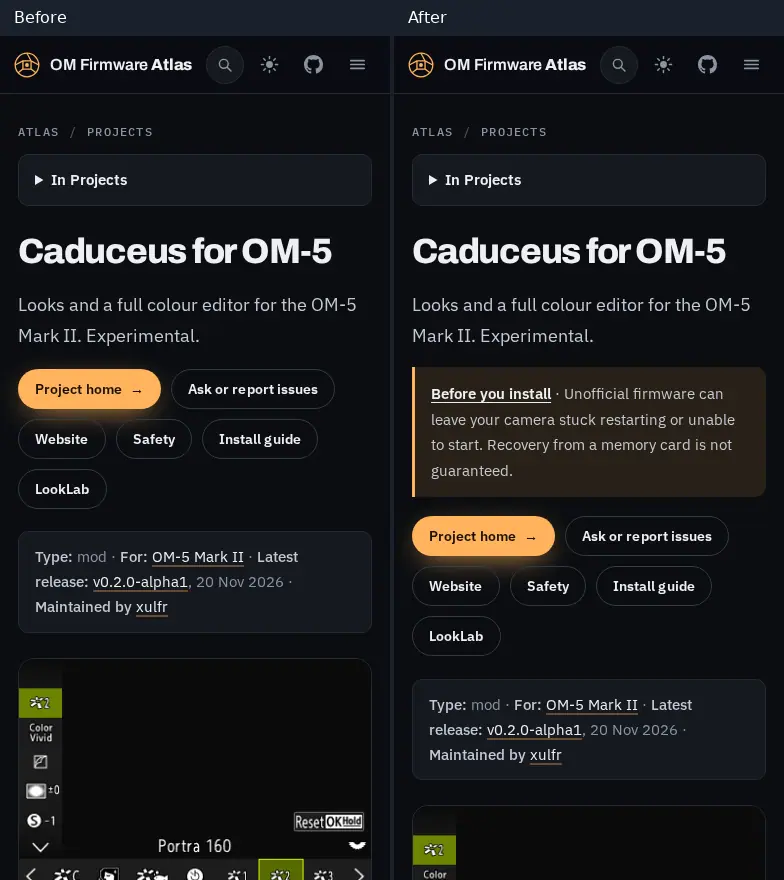 Before
OM Firmware Atlas
ATLAS / PROJECTS
▶ In Projects
Caduceus for OM-5
Looks and a full colour editor for the OM-5
Mark II. Experimental.
Project home →
Ask or report issues
Website
Safety
Install guide
LookLab
Type: mod · For: OM-5 Mark II · Latest
release: v0.2.0-alpha1, 20 Nov 2026 ·
Maintained by xulfr
2
Color
Vivid
±0
S -1
Reset OK Hold
Portra 160
C
1
2
3
After
OM Firmware Atlas
ATLAS / PROJECTS
▶ In Projects
Caduceus for OM-5
Looks and a full colour editor for the OM-5
Mark II. Experimental.
Before you install · Unofficial firmware can
leave your camera stuck restarting or unable
to start. Recovery from a memory card is not
guaranteed.
Project home →
Ask or report issues
Website
Safety
Install guide
LookLab
Type: mod · For: OM-5 Mark II · Latest
release: v0.2.0-alpha1, 20 Nov 2026 ·
Maintained by xulfr
2
Color